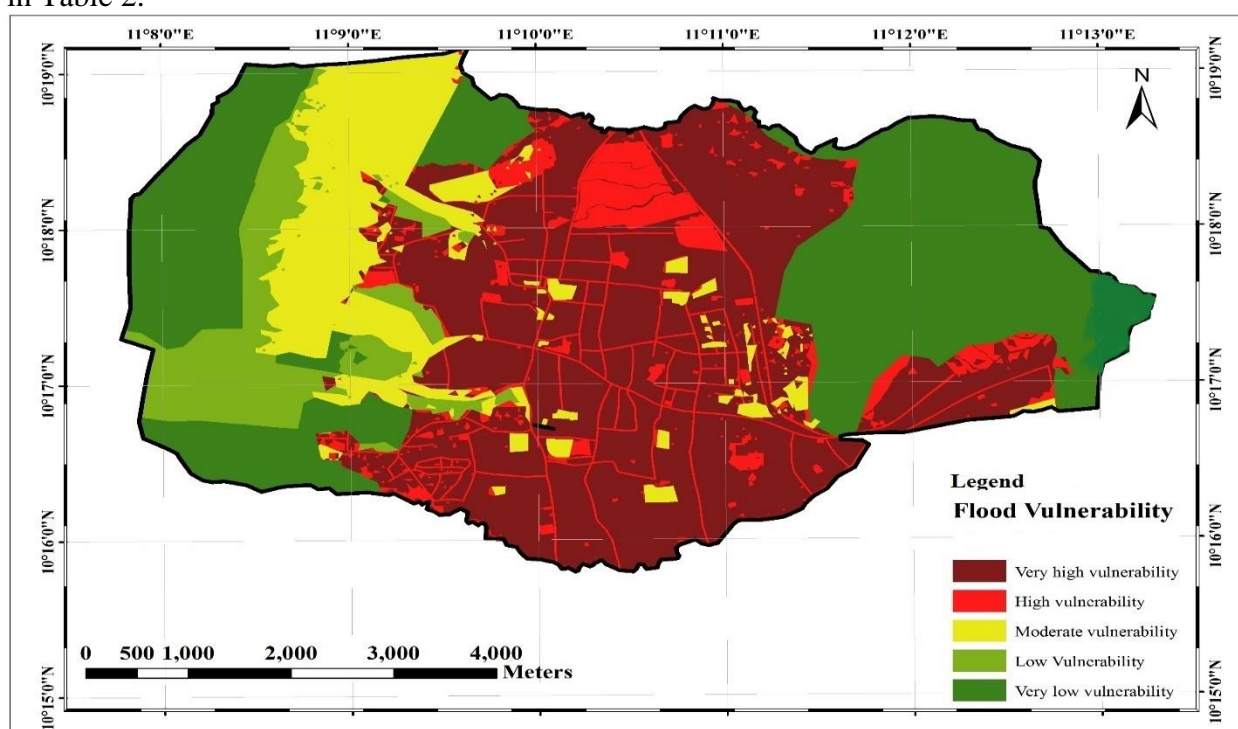 in Table 2.
11°8'0"E 11°9'0"E 11°10'0"E 11°11'0"E 11°12'0"E 11°13'0"E
10°19'0"N 10°19'0"N
N
10°18'0"N 10°18'0"N
10°17'0"N 10°17'0"N
10°16'0"N 10°16'0"N
10°15'0"N 10°15'0"N
Legend
Flood Vulnerability
Very high vulnerability
High vulnerability
Moderate vulnerability
Low Vulnerability
Very low vulnerability
0 500 1,000 2,000 3,000 4,000
Meters